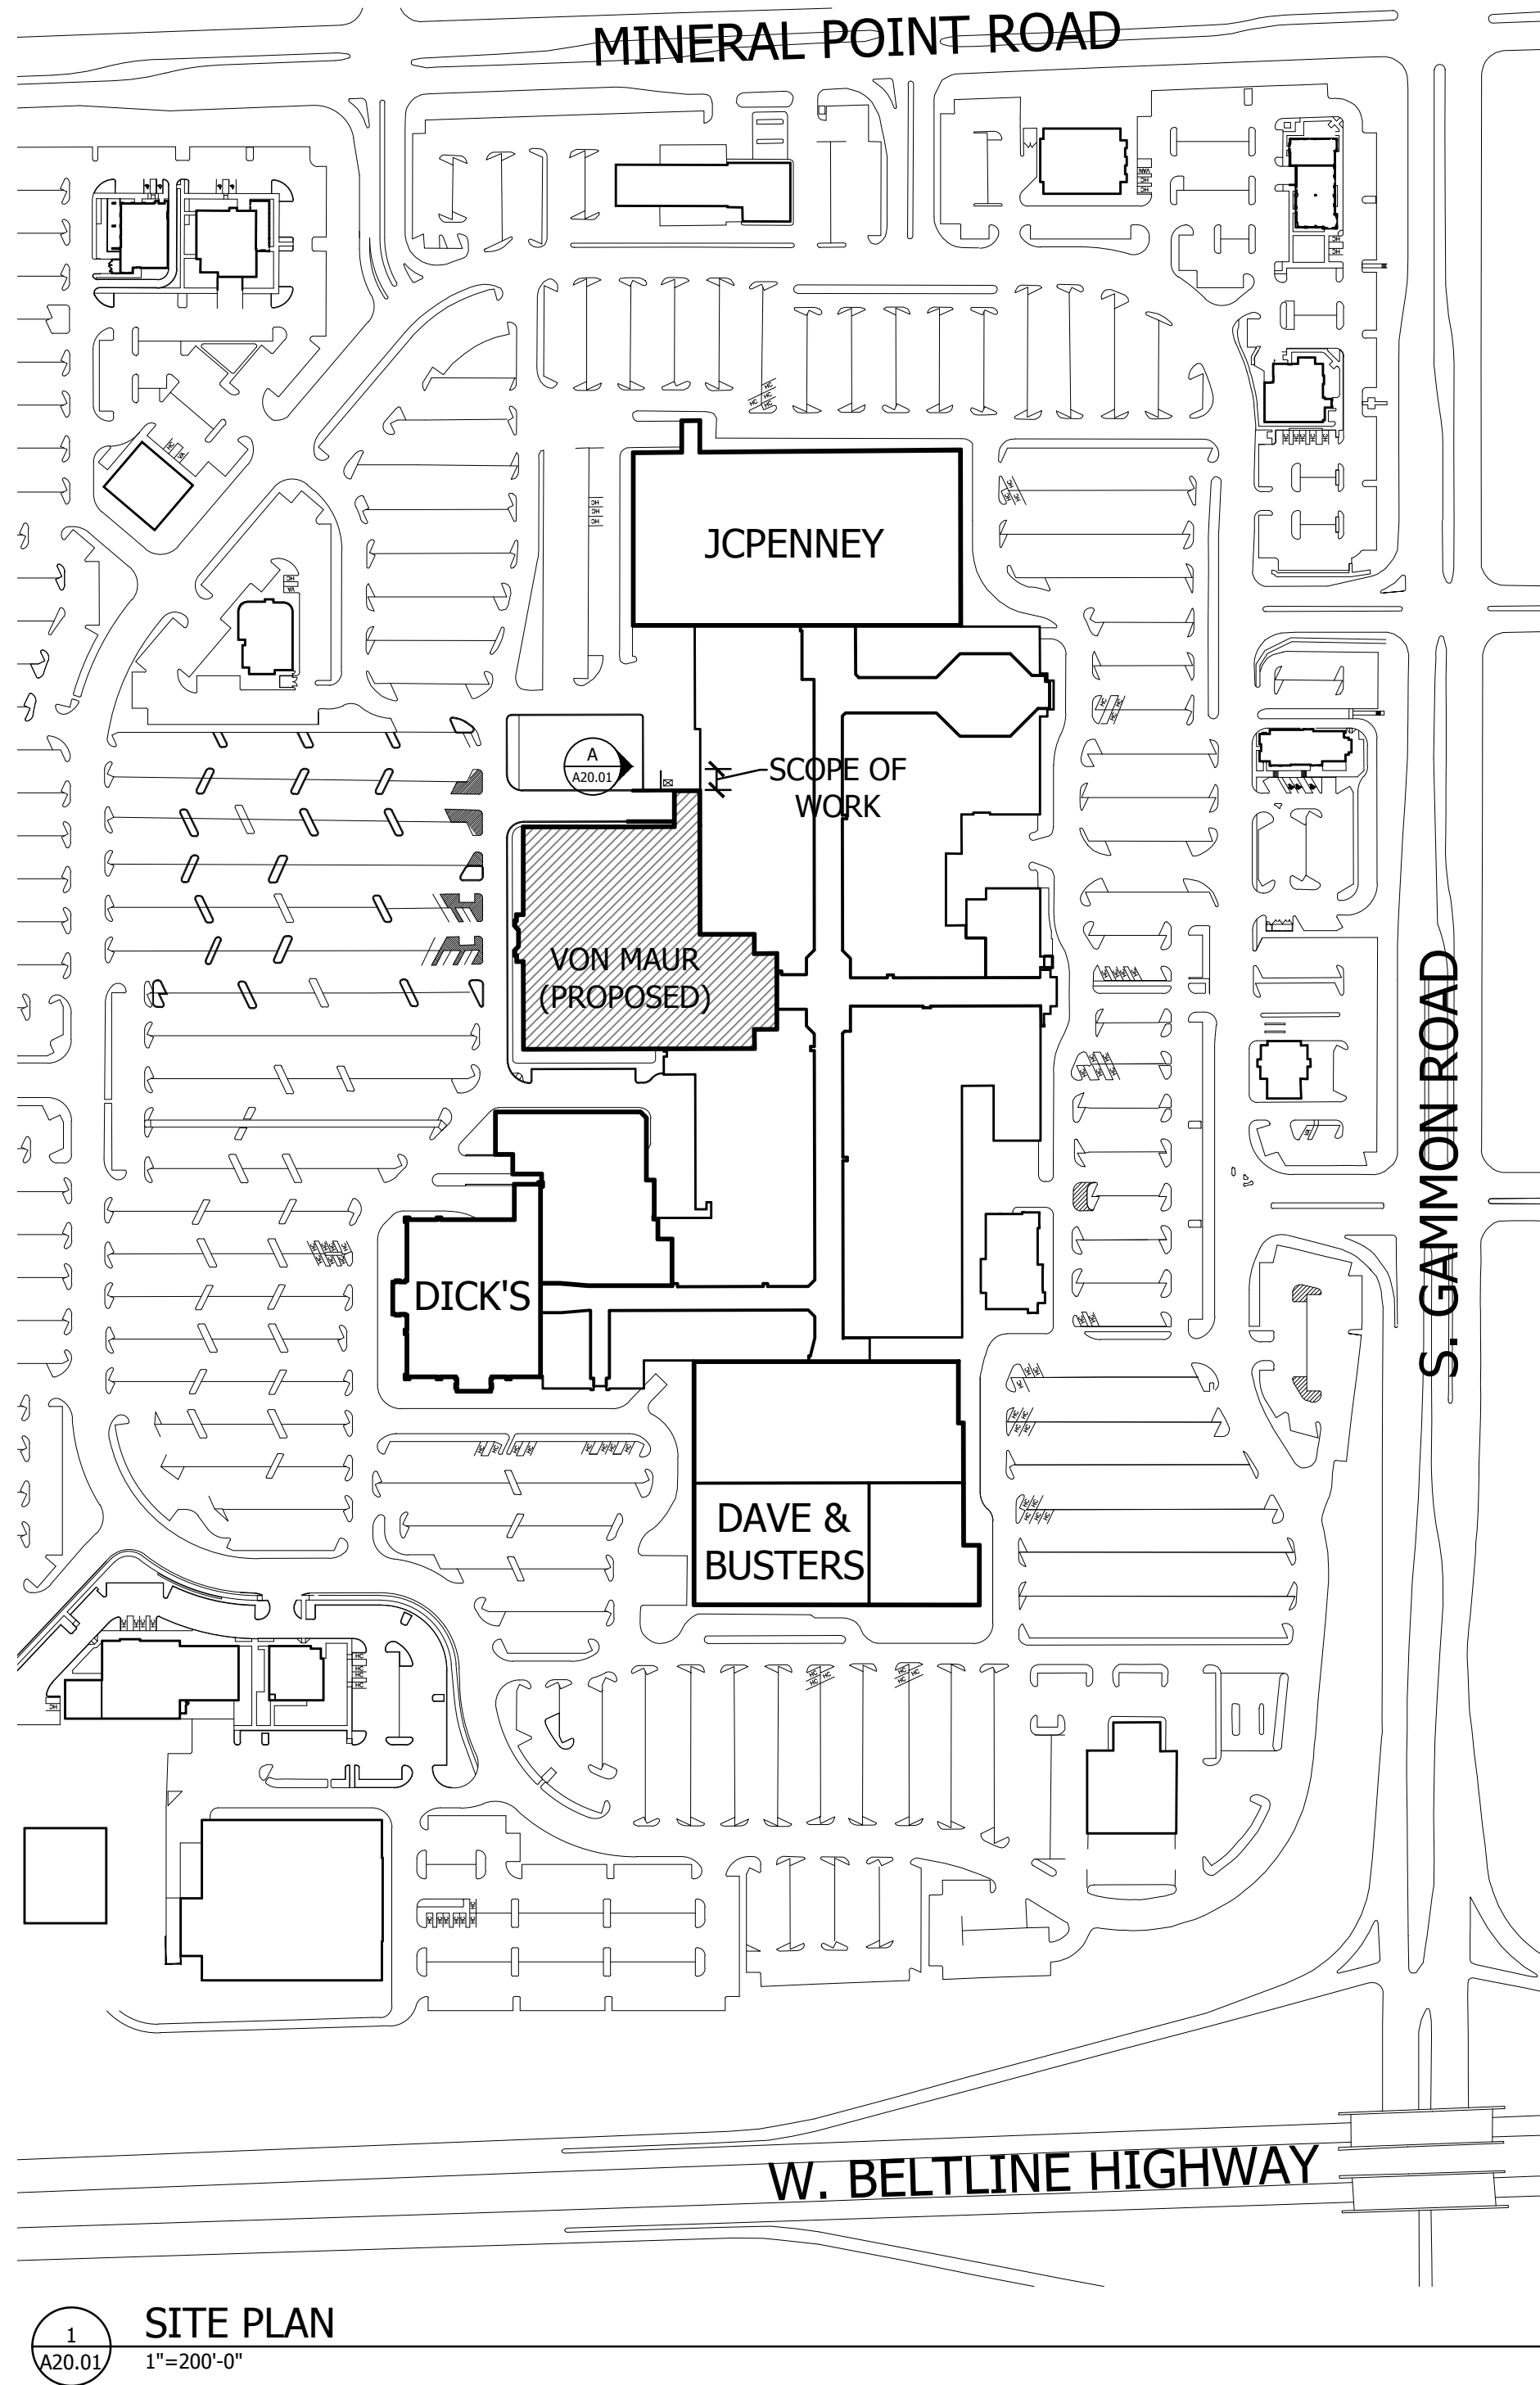 MINERAL POINT ROAD
JCPENNEY
A
A20.01
SCOPE OF
WORK
VON MAUR
(PROPOSED)
S. GAMMON ROAD
DICK'S
DAVE &
BUSTERS
W. BELTLINE HIGHWAY
1
A20.01
SITE PLAN
1"=200'-0"